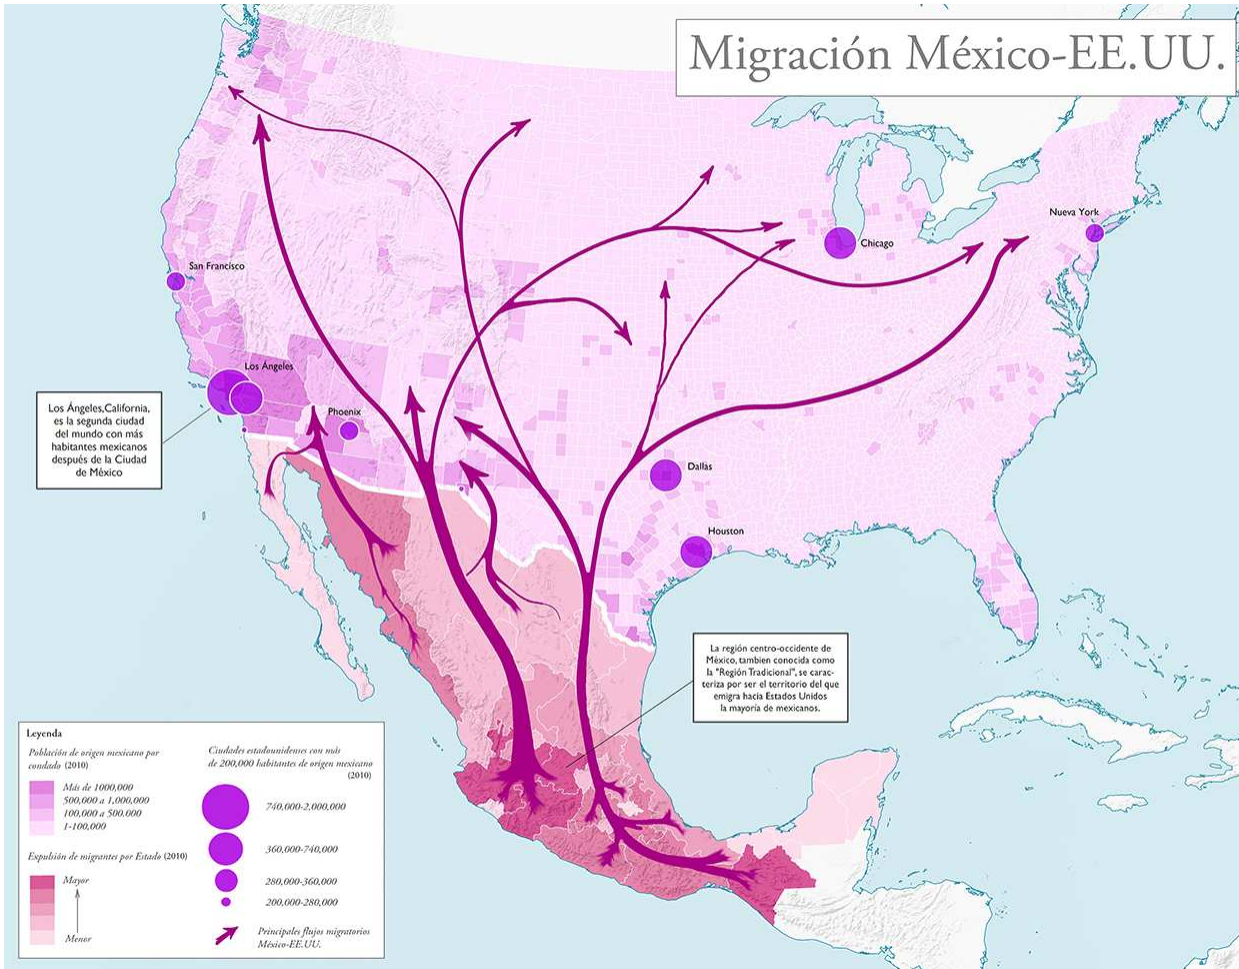 Migración México-EE.UU.
Nueva York
Chicago
San Francisco
Los Ángeles
Phoenix
Los Ángeles,California,
es la segunda ciudad
del mundo con más
habitantes mexicanos
después de la Ciudad
de México
Dallas
Houston
La región centro-occidente de
México, tambien conocida como
la "Región Tradicional", se carac-
teriza por ser el territorio del que
emigra hacia Estados Unidos
la mayoría de mexicanos.
Leyenda
Población de origen mexicano por
condado (2010)
Más de 1000,000
500,000 a 1,000,000
100,000 a 500.000
1-100,000
Expulsión de migrantes por Estado (2010)
Mayor
Menor
Ciudades estadounidenses con más
de 200,000 habitantes de origen mexicano
(2010)
740,000-2,000,000
360,000-740,000
280,000-360,000
200,000-280,000
Principales flujos migratorios
México-EE.UU.